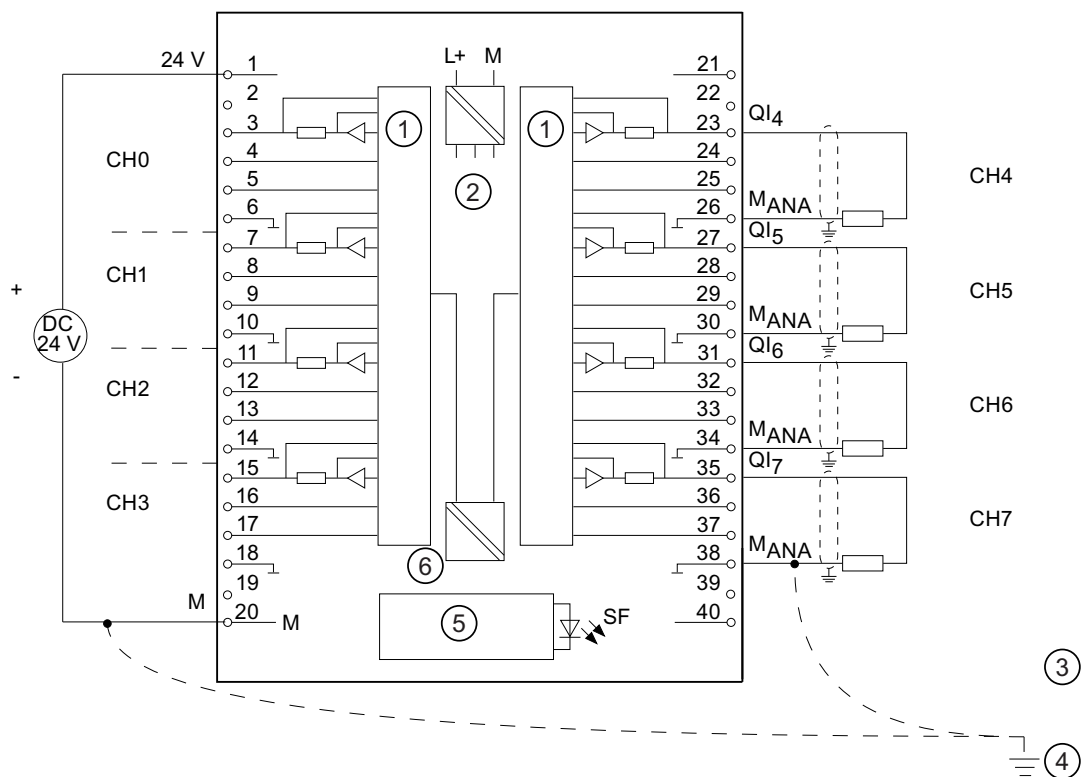 L+ M
24 V 1 21
2 22
3 1 1 23 QI4
CH0 4 24 CH4
2
5 25
6 26 MANA
7 27 QI5
CH1 8 28 CH5
9 29
+
10 30 MANA
DC
24 V
11 31 QI6
-
CH2 12 32 CH6
13 33
14 34 MANA
15 35 QI7
CH3 16 36 CH7
17 37
18 6 38 MANA
19 39
M 20 M 5 SF 40
3
4